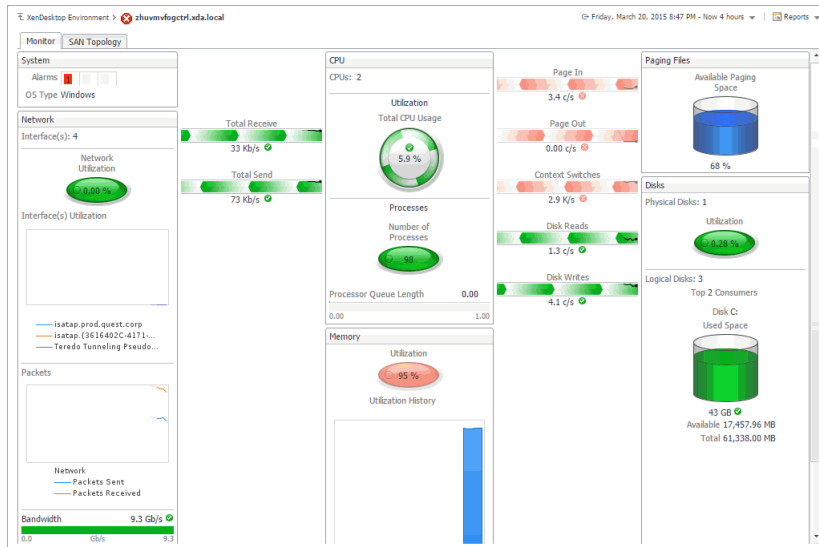 XenDesktop Environment > zhuvmvfogctrl.xda.local
Friday, March 20, 2015 8:47 PM - Now 4 hours
Reports
Monitor
SAN Topology
System
Alarms 1
OS Type Windows
Network
Interface(s): 4
Network
Utilization
0.00 %
Interface(s) Utilization
isatap.prod.quest.corp
isatap.{3616402C-4171-...
Teredo Tunneling Pseudo...
Packets
Network
Packets Sent
Packets Received
Bandwidth 9.3 Gb/s
0.0 Gb/s 9.3
Total Receive
33 Kb/s
Total Send
73 Kb/s
CPU
CPUs: 2
Utilization
Total CPU Usage
5.9 %
Processes
Number of
Processes
98
Processor Queue Length 0.00
0.00 1.00
Memory
Utilization
95 %
Utilization History
Page In
3.4 c/s
Page Out
0.00 c/s
Context Switches
2.9 K/s
Disk Reads
1.3 c/s
Disk Writes
4.1 c/s
Paging Files
Available Paging
Space
68 %
Disks
Physical Disks: 1
Utilization
0.28 %
Logical Disks: 3
Top 2 Consumers
Disk C:
Used Space
43 GB
Available 17,457.96 MB
Total 61,338.00 MB